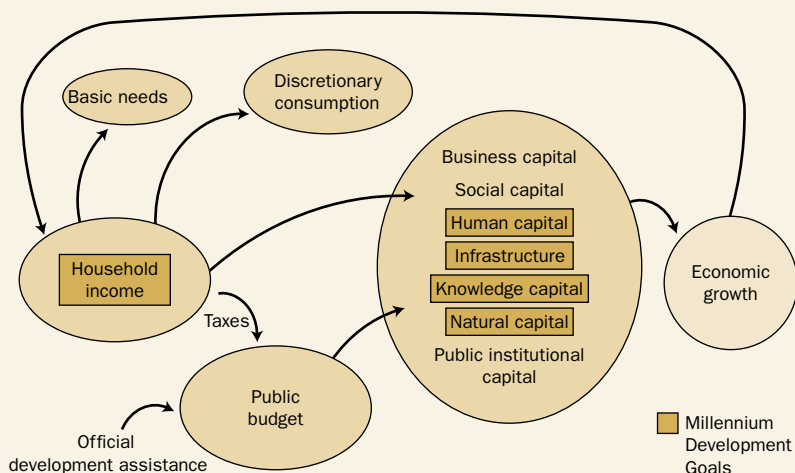 Basic needs
Discretionary
consumption
Business capital
Social capital
Human capital
Infrastructure
Knowledge capital
Natural capital
Public institutional
capital
Household
income
Economic
growth
Taxes
Public
budget
Official
development assistance
Millennium
Development
Goals